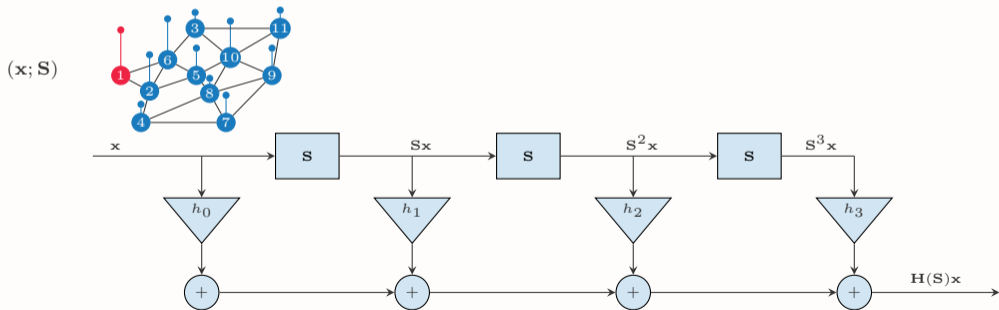 3 11
6 10
(x; S) 1 5 9
2 8
4 7
x S Sx S S²x S S³x
h₀ h₁ h₂ h₃
+ + + + H(S)x